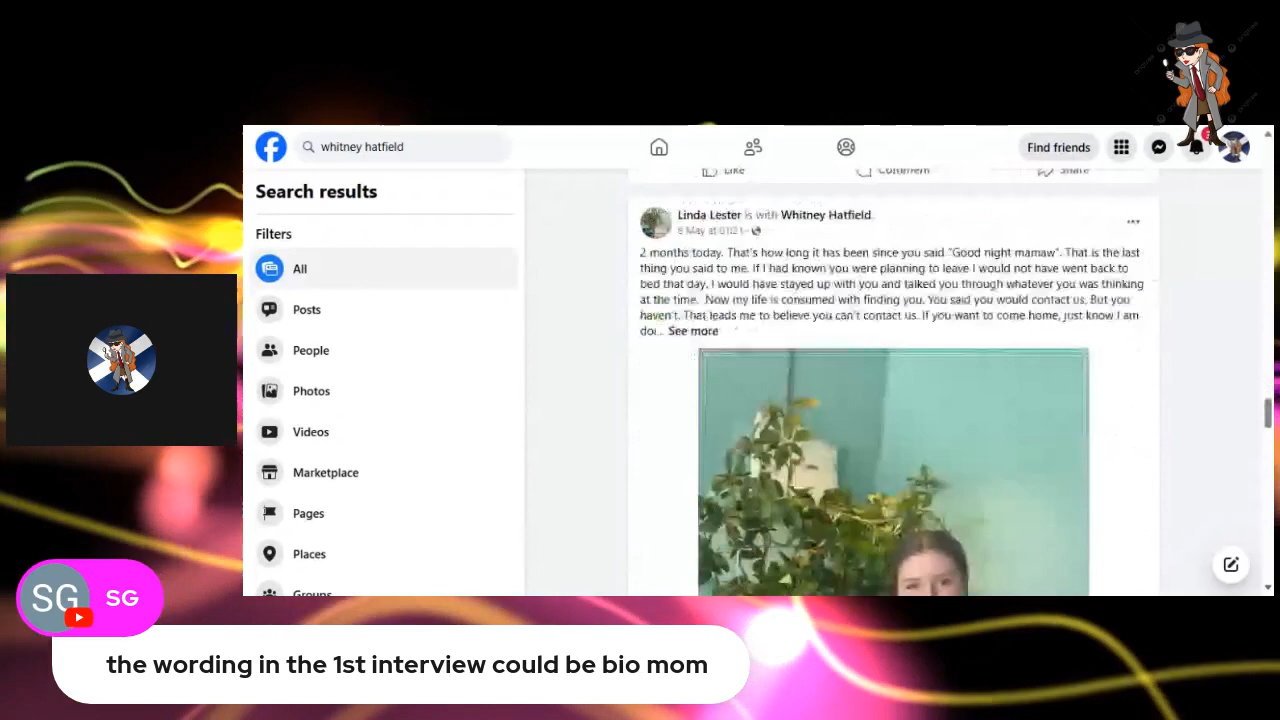 whitney hatfield
Find friends
Search results
Filters
All
Posts
People
Photos
Videos
Marketplace
Pages
Places
Groups
Like Comment Share
Linda Lester is with Whitney Hatfield.
2 months today. That's how long it has been since you said "Good night mamaw". That is the last
thing you said to me. If I had known you were planning to leave I would not have went back to
bed that day, I would have stayed up with you and talked you through whatever you was thinking
at the time. Now my life is consumed with finding you. You said you would contact us. But you
haven't. That leads me to believe you can't contact us. If you want to come home, just know I am
doi... See more
SG SG
the wording in the 1st interview could be bio mom